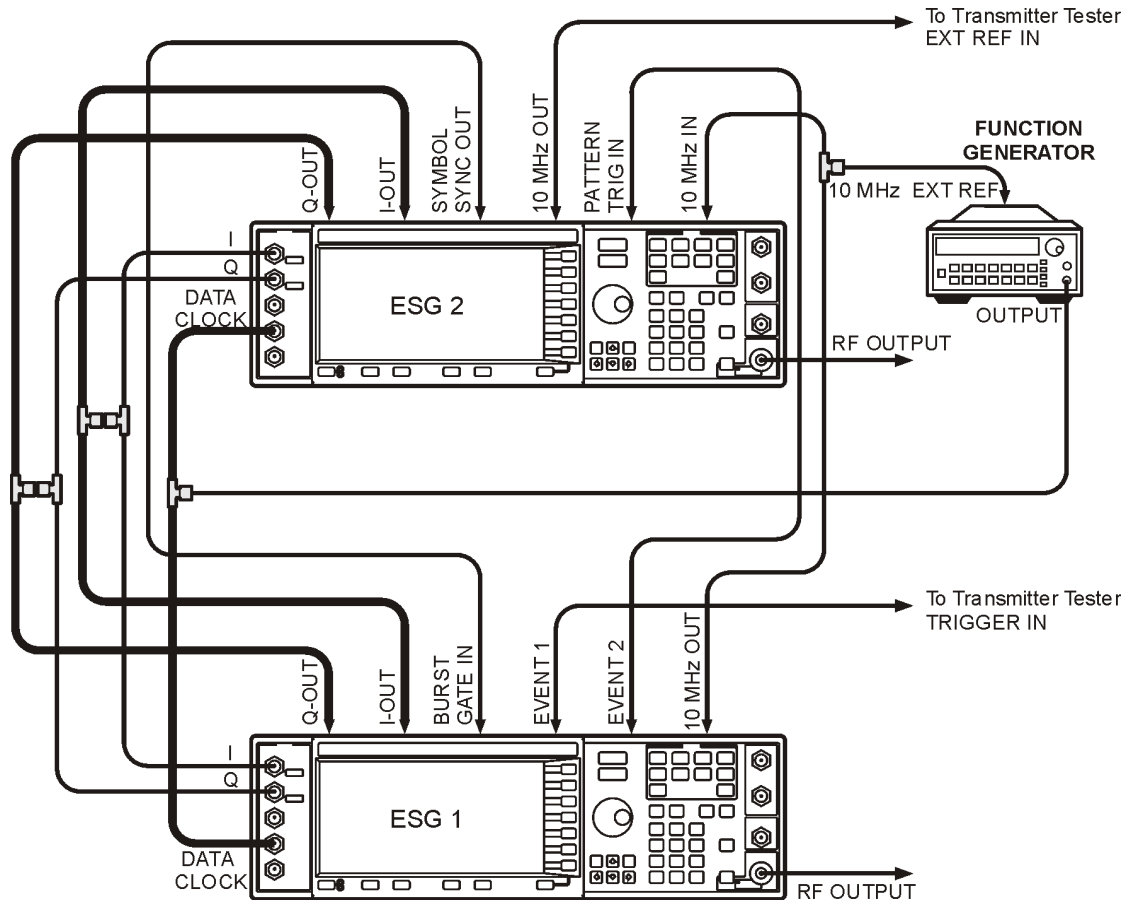 To Transmitter Tester
EXT REF IN
Q-OUT
I-OUT
SYMBOL
SYNC OUT
10 MHz OUT
PATTERN
TRIG IN
10 MHz IN
FUNCTION
GENERATOR
10 MHz EXT REF
I
Q
DATA
CLOCK
ESG 2
OUTPUT
RF OUTPUT
To Transmitter Tester
TRIGGER IN
Q-OUT
I-OUT
BURST
GATE IN
EVENT 1
EVENT 2
10 MHz OUT
I
Q
DATA
CLOCK
ESG 1
RF OUTPUT